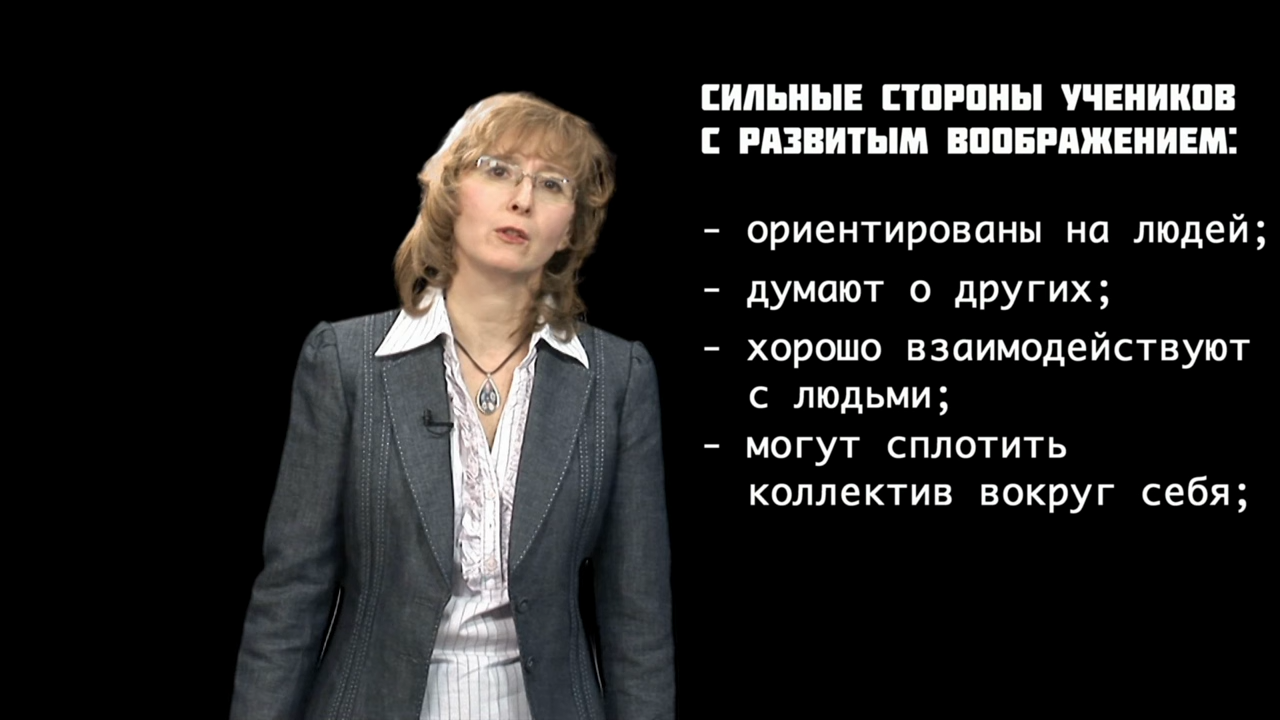 СИЛЬНЫЕ СТОРОНЫ УЧЕНИКОВ
С РАЗВИТЫМ ВООБРАЖЕНИЕМ:
- ориентированы на людей;
- думают о других;
- хорошо взаимодействуют
с людьми;
- могут сплотить
коллектив вокруг себя;